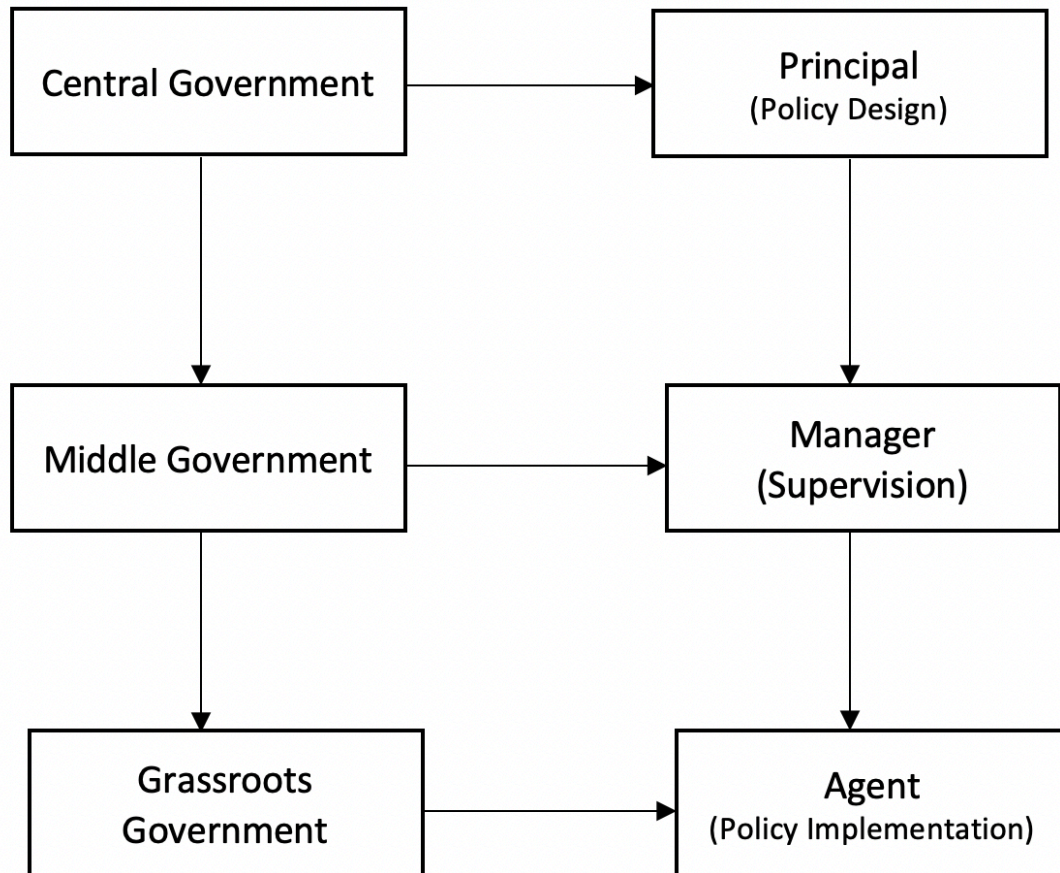 Central Government
Principal
(Policy Design)
Middle Government
Manager
(Supervision)
Grassroots
Government
Agent
(Policy Implementation)